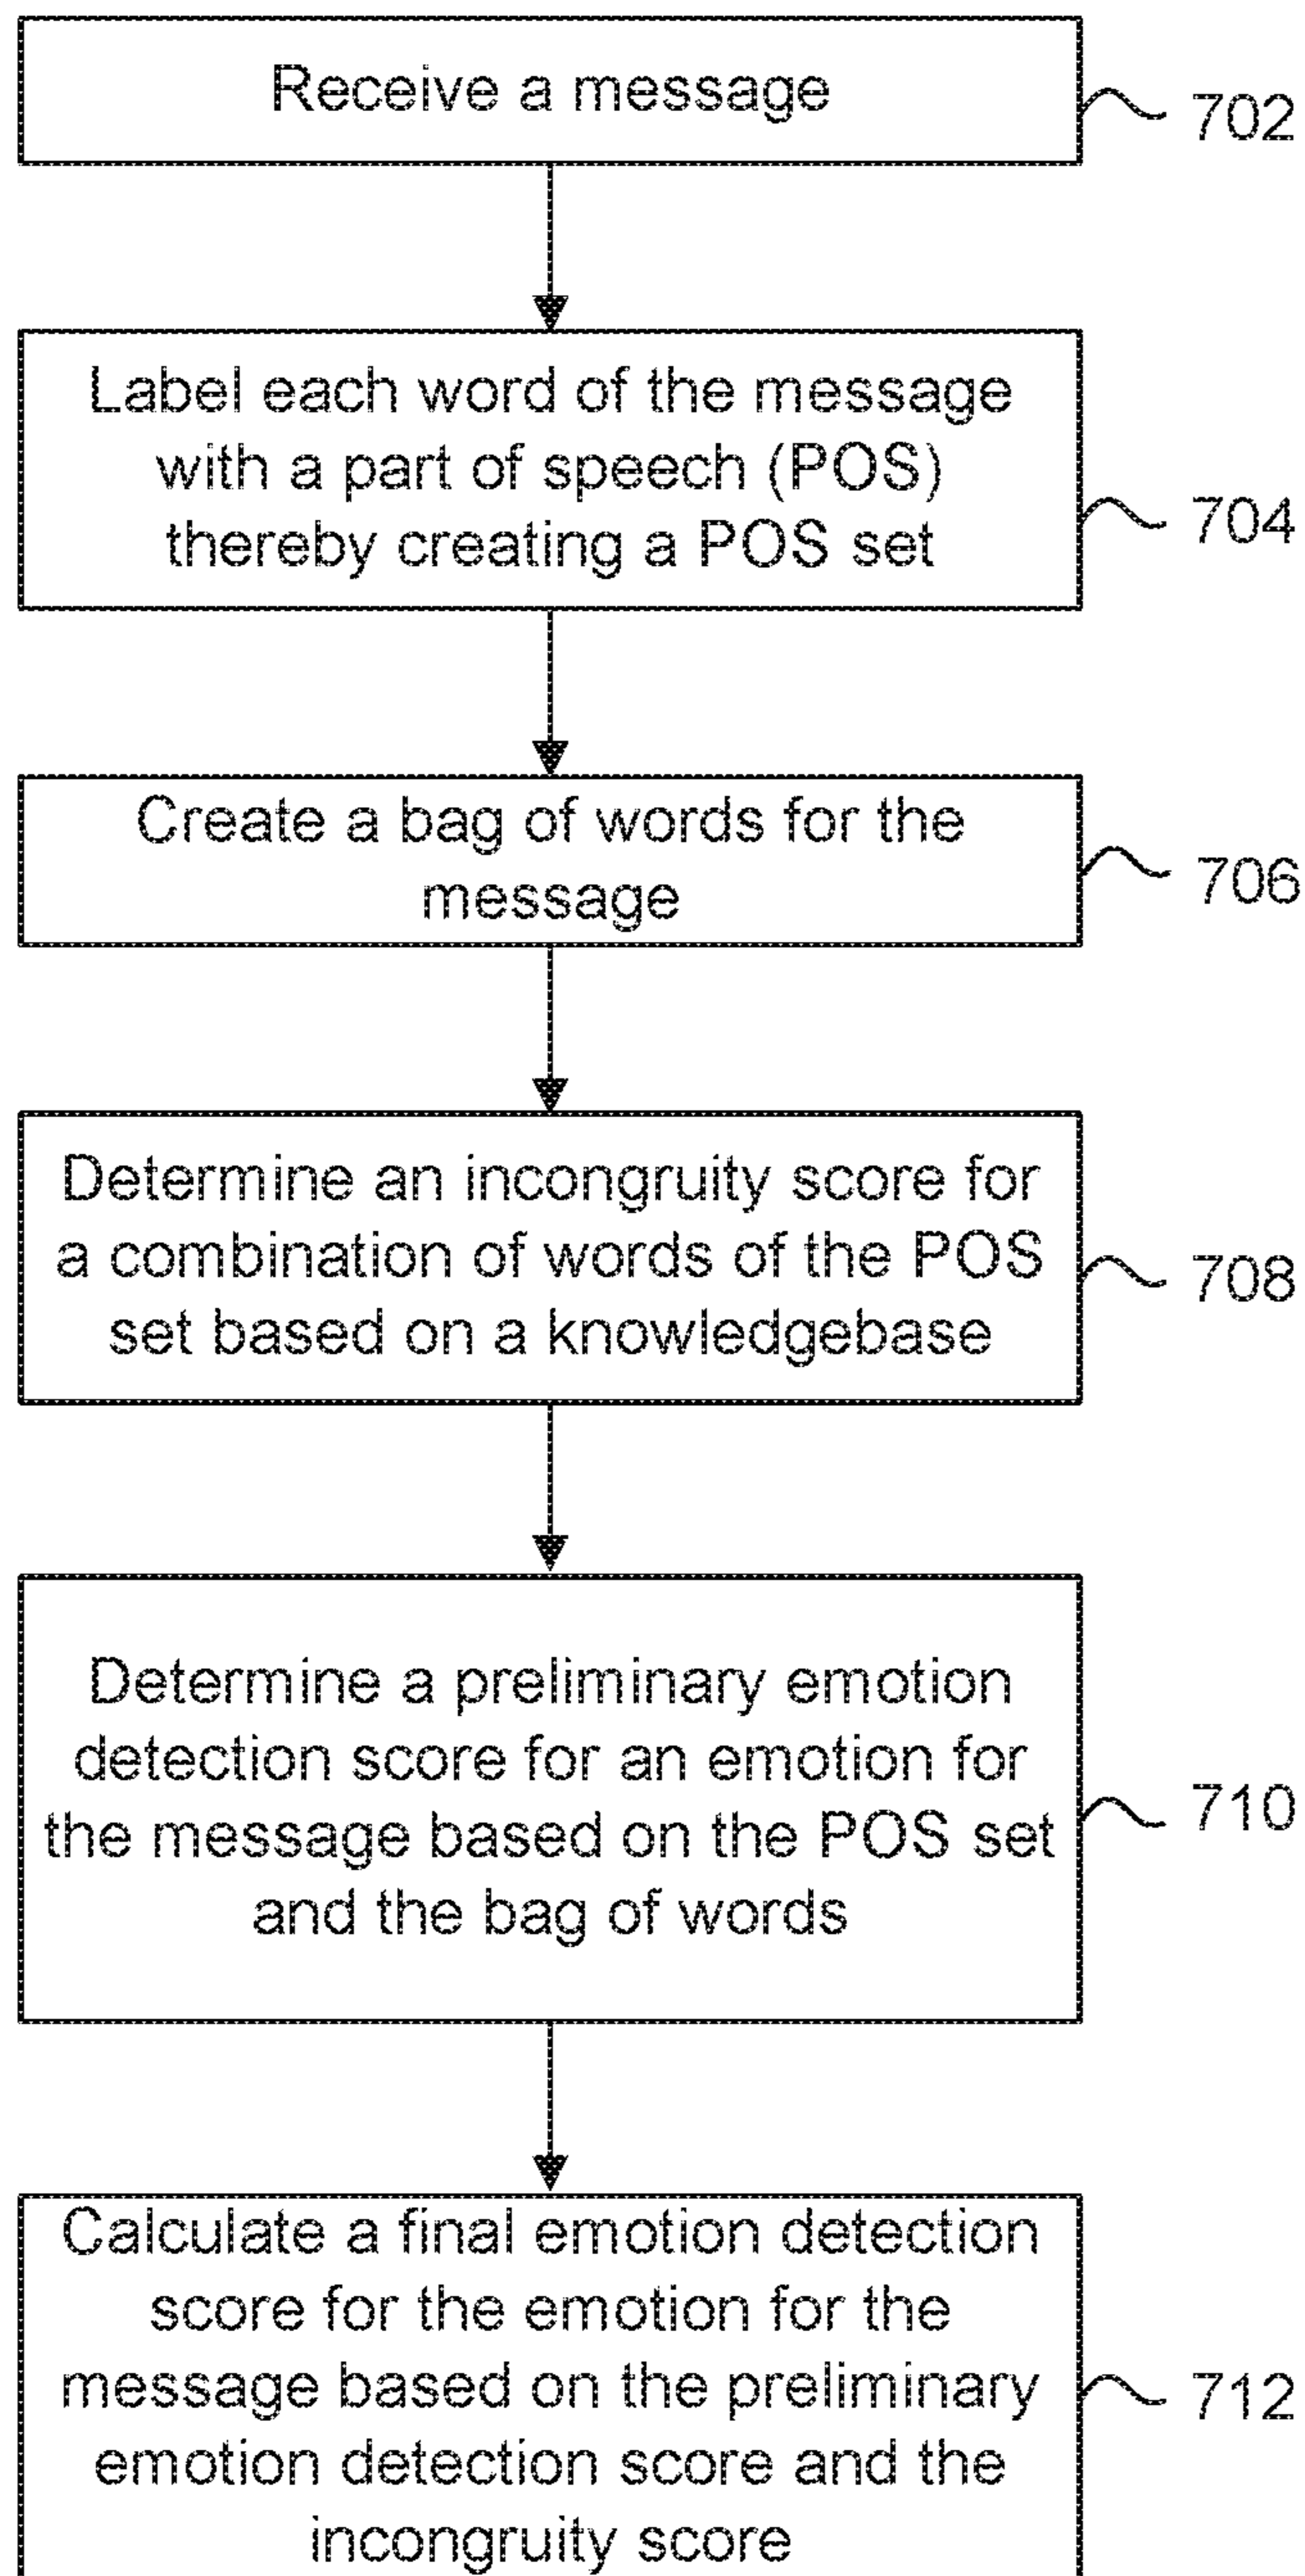 Receive a message
702
Label each word of the message
with a part of speech (POS)
thereby creating a POS set
704
Create a bag of words for the
message
706
Determine an incongruity score for
a combination of words of the POS
set based on a knowledgebase
708
Determine a preliminary emotion
detection score for an emotion for
the message based on the POS set
and the bag of words
710
Calculate a final emotion detection
score for the emotion for the
message based on the preliminary
emotion detection score and the
incongruity score
712